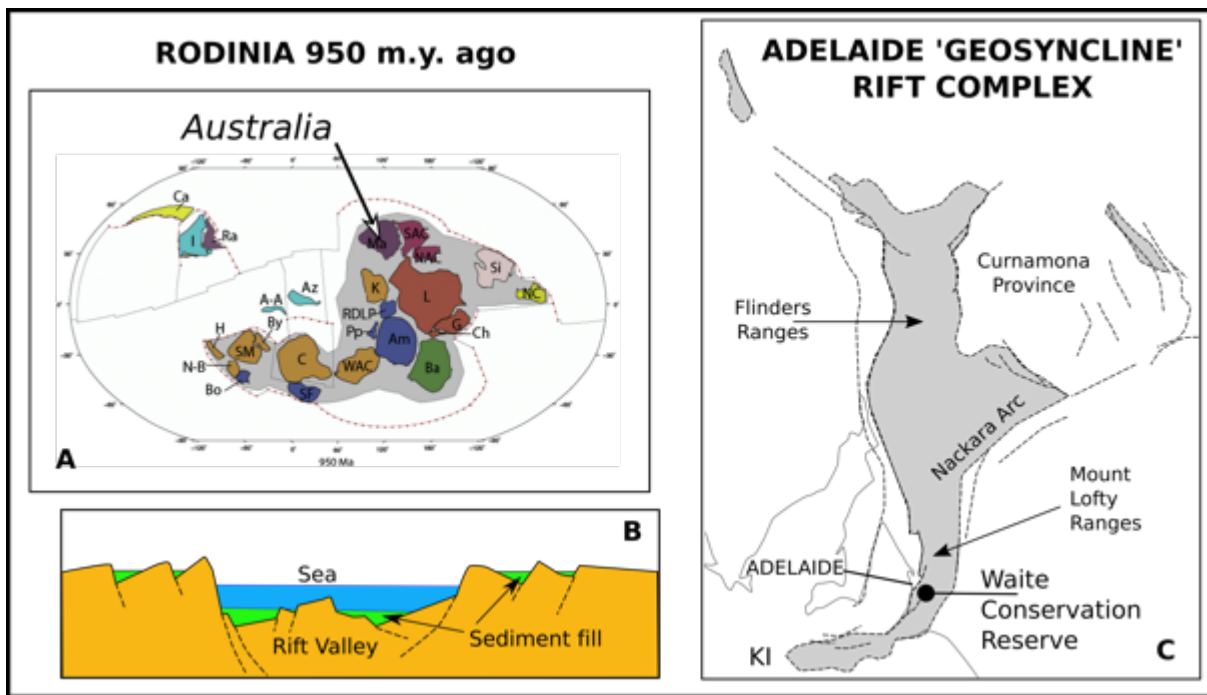 RODINIA 950 m.y. ago
Australia
Ca
I
Ra
Ma
SAC
NAC
Si
NC
K
L
A-A
Az
RDLP
G
Ch
H
By
Pp
Am
SM
C
WAC
Ba
N-B
Bo
SF
950 Ma
A
B
Sea
Rift Valley
Sediment fill
ADELAIDE 'GEOSYNCLINE'
RIFT COMPLEX
Curnamona
Province
Flinders
Ranges
Nackara Arc
Mount
Lofty
Ranges
ADELAIDE
Waite
Conservation
Reserve
KI
C